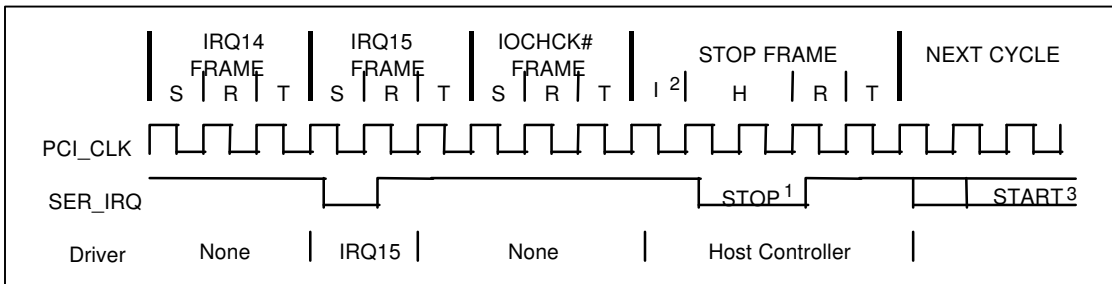 IRQ14 IRQ15 IOCHCK#
FRAME FRAME FRAME STOP FRAME NEXT CYCLE
S R T S R T S R T I 2 H R T
PCI_CLK
SER_IRQ STOP 1 START 3
Driver None IRQ15 None Host Controller